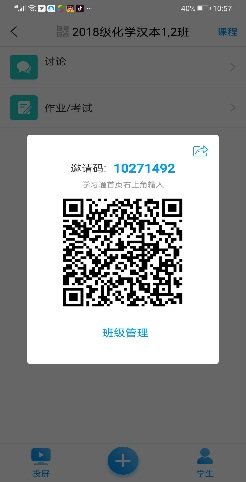 40% 10:57
2018级化学汉本1,2班
课程
讨论
作业/考试
邀请码：10271492
学习通首页右上角输入
班级管理
投屏
学生